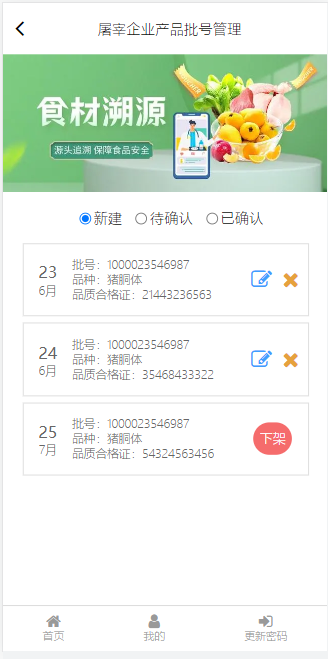 屠宰企业产品批号管理
食材溯源
源头追溯 保障食品安全
新建 待确认 已确认
23
6月
批号：1000023546987
品种：猪胴体
品质合格证：21443236563
24
6月
批号：1000023546987
品种：猪胴体
品质合格证：35468433322
25
7月
批号：1000023546987
品种：猪胴体
品质合格证：54324563456
下架
首页 我的 更新密码